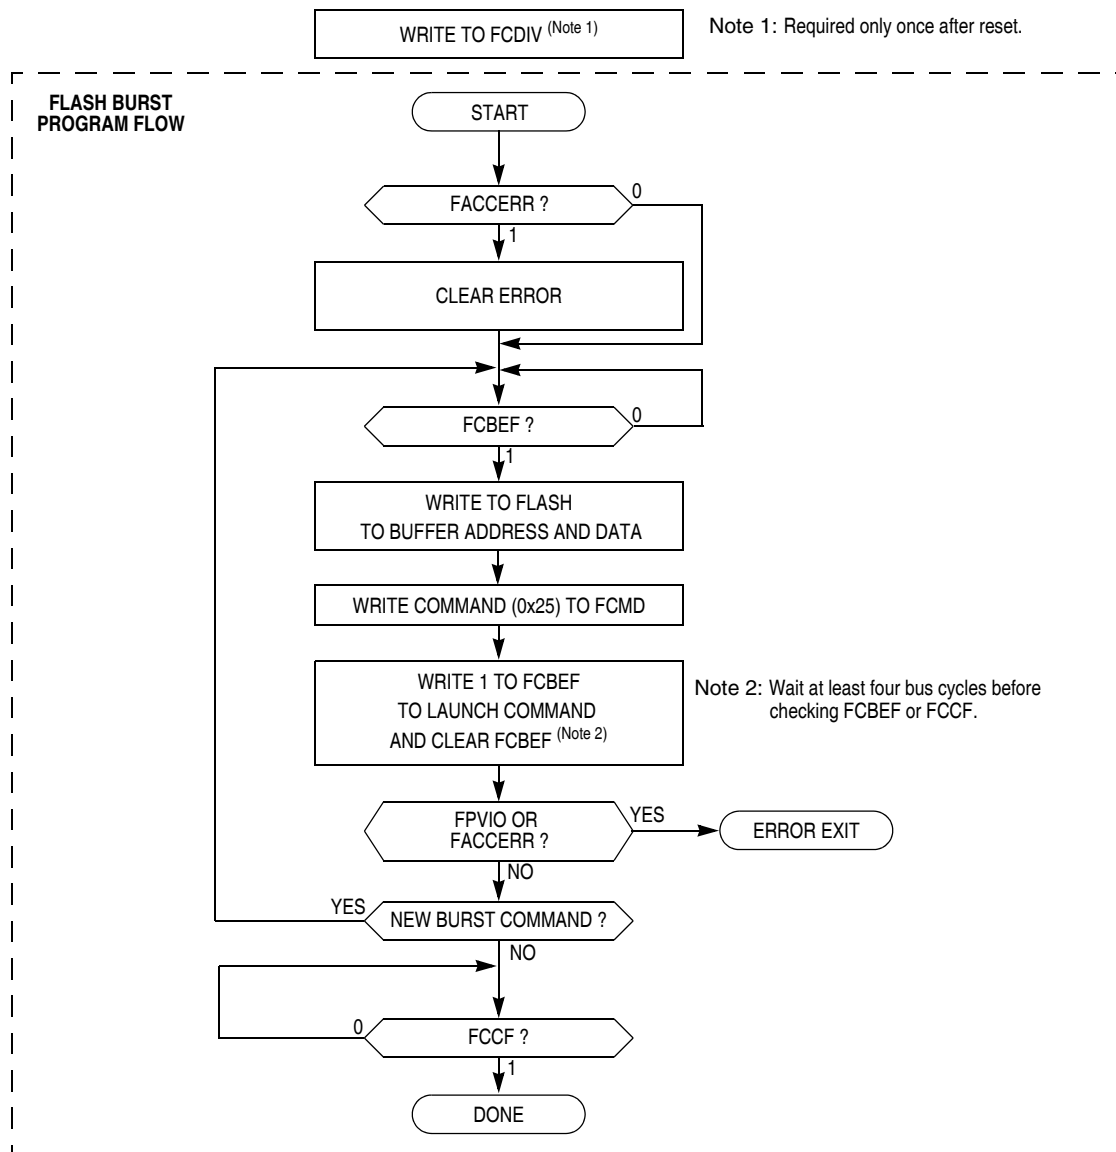 WRITE TO FCDIV (Note 1)
Note 1: Required only once after reset.
FLASH BURST
PROGRAM FLOW
START
FACCERR ?
0
1
CLEAR ERROR
FCBEF ?
0
1
WRITE TO FLASH
TO BUFFER ADDRESS AND DATA
WRITE COMMAND (0x25) TO FCMD
WRITE 1 TO FCBEF
TO LAUNCH COMMAND
AND CLEAR FCBEF (Note 2)
Note 2: Wait at least four bus cycles before
checking FCBEF or FCCF.
FPVIO OR
FACCERR ?
YES
ERROR EXIT
NO
YES
NEW BURST COMMAND ?
NO
0
FCCF ?
1
DONE